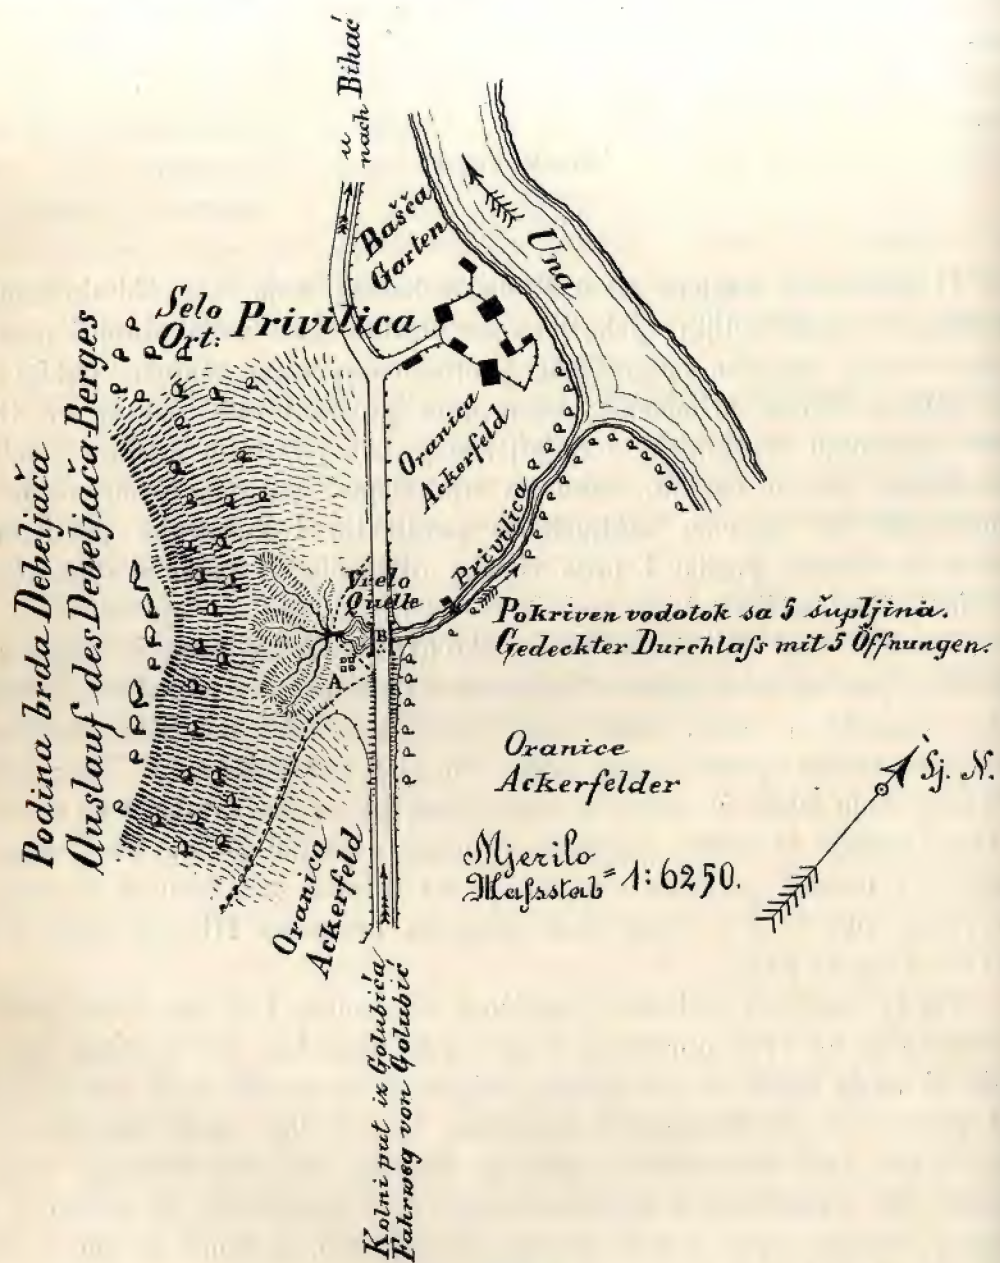 u
nach Bihać
Bašča
Garten
Una
Selo
Ort: Privilica
Podina brda Debeljača
Auslauf des Debeljača-Berges
Oranica
Ackerfeld
Privilica
Vrelo
Quelle
B
A
Pokriven vodotok sa 5 šupljina.
Gedeckter Durchlaſs mit 5 Öffnungen.
Oranice
Ackerfelder
Sj. N.
Mjerilo
Maſsstab = 1:6250.
Oranica
Ackerfeld
Kolni put iz Golubića
Fahrweg von Golubić